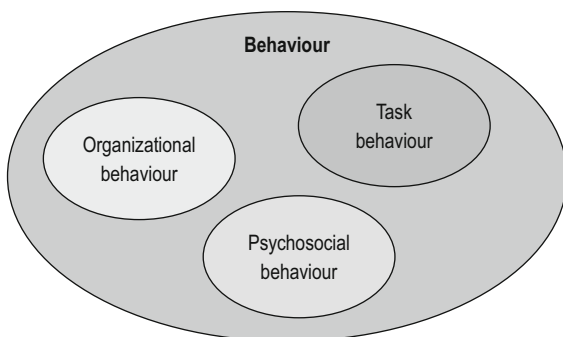 Behaviour
Task
behaviour
Organizational
behaviour
Psychosocial
behaviour